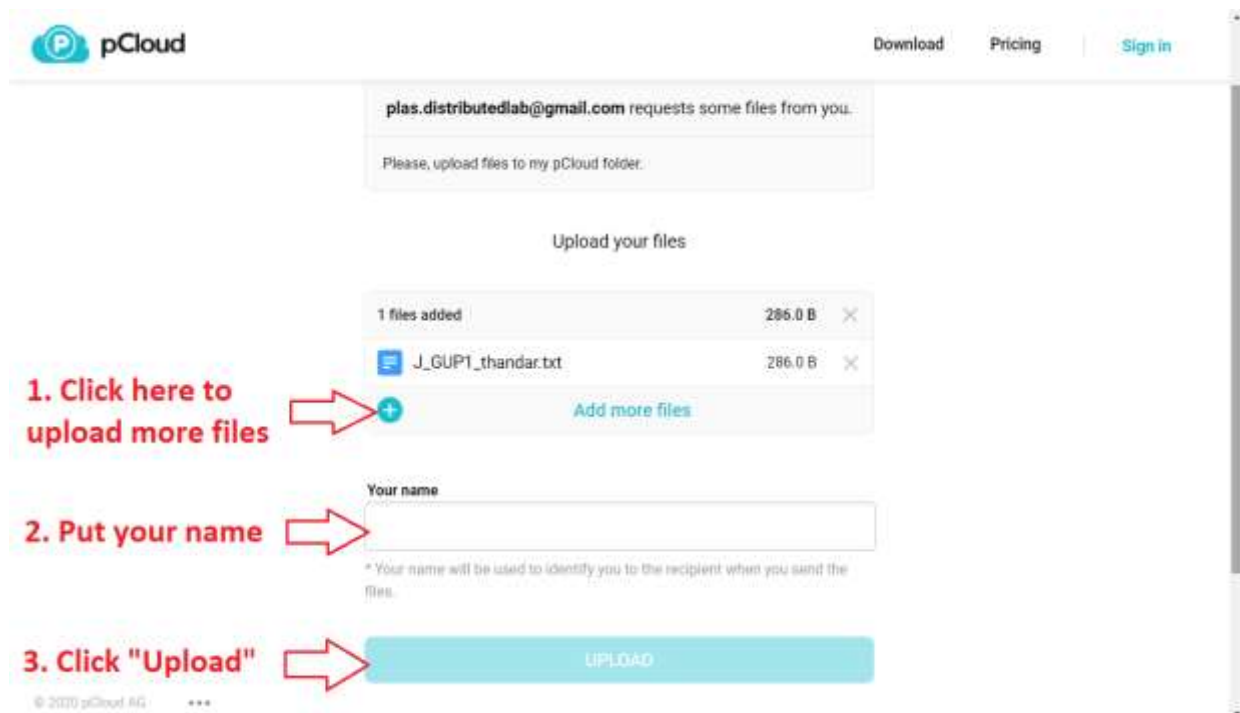 pCloud
Download Pricing Sign in
plas.distributedlab@gmail.com requests some files from you.
Please, upload files to my pCloud folder.
Upload your files
1 files added 286.0 B
J_GUP1_thandar.txt 286.0 B
1. Click here to
upload more files
Add more files
Your name
2. Put your name
* Your name will be used to identify you to the recipient when you send the
files.
3. Click "Upload"
UPLOAD
© 2020 pCloud AG